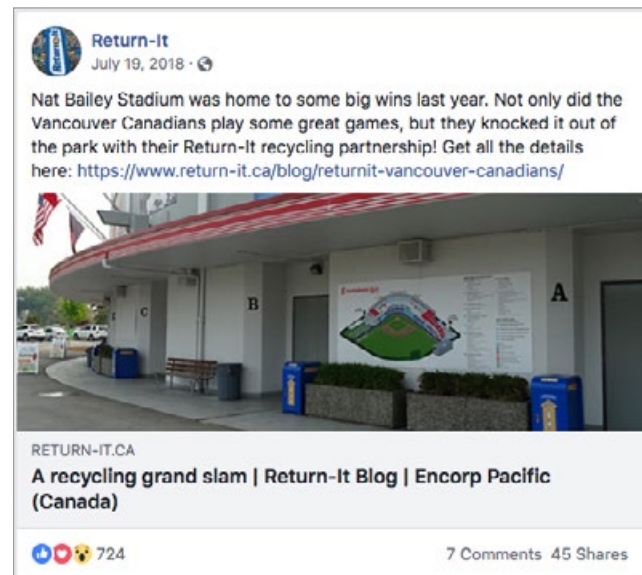 Return-It
July 19, 2018 ·
Nat Bailey Stadium was home to some big wins last year. Not only did the
Vancouver Canadians play some great games, but they knocked it out of
the park with their Return-It recycling partnership! Get all the details
here: https://www.return-it.ca/blog/returnit-vancouver-canadians/
C
B
A
RETURN-IT.CA
A recycling grand slam | Return-It Blog | Encorp Pacific
(Canada)
724
7 Comments 45 Shares